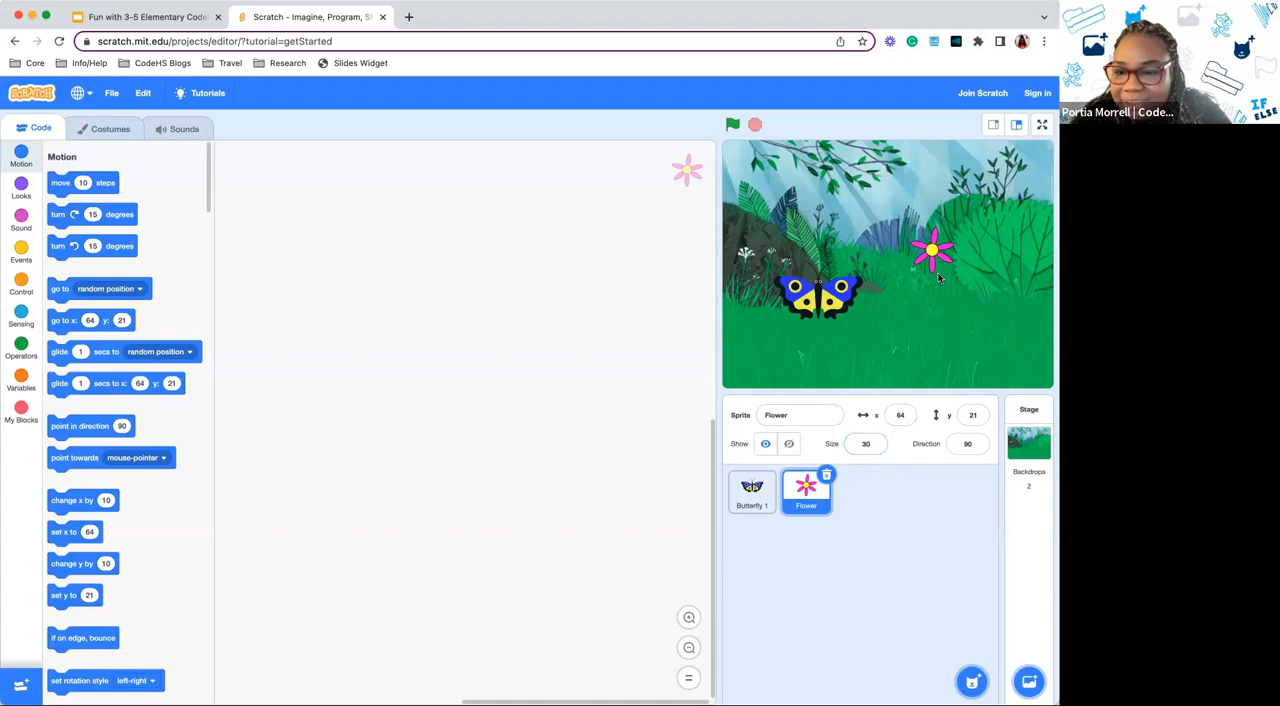 Fun with 3-5 Elementary Code
Scratch - Imagine, Program, Sh
scratch.mit.edu/projects/editor/?tutorial=getStarted
Core
Info/Help
CodeHS Blogs
Travel
Research
Slides Widget
SCRATCH
File
Edit
Tutorials
Join Scratch
Sign in
Portia Morrell | Code...
IF
ELSE
Code
Costumes
Sounds
Motion
Looks
Sound
Events
Control
Sensing
Operators
Variables
My Blocks
Motion
move 10 steps
turn 15 degrees
turn 15 degrees
go to random position
go to x: 64 y: 21
glide 1 secs to random position
glide 1 secs to x: 64 y: 21
point in direction 90
point towards mouse-pointer
change x by 10
set x to 64
change y by 10
set y to 21
if on edge, bounce
set rotation style left-right
Sprite Flower x 64 y 21
Show Size 30 Direction 90
Butterfly 1
Flower
Stage
Backdrops
2